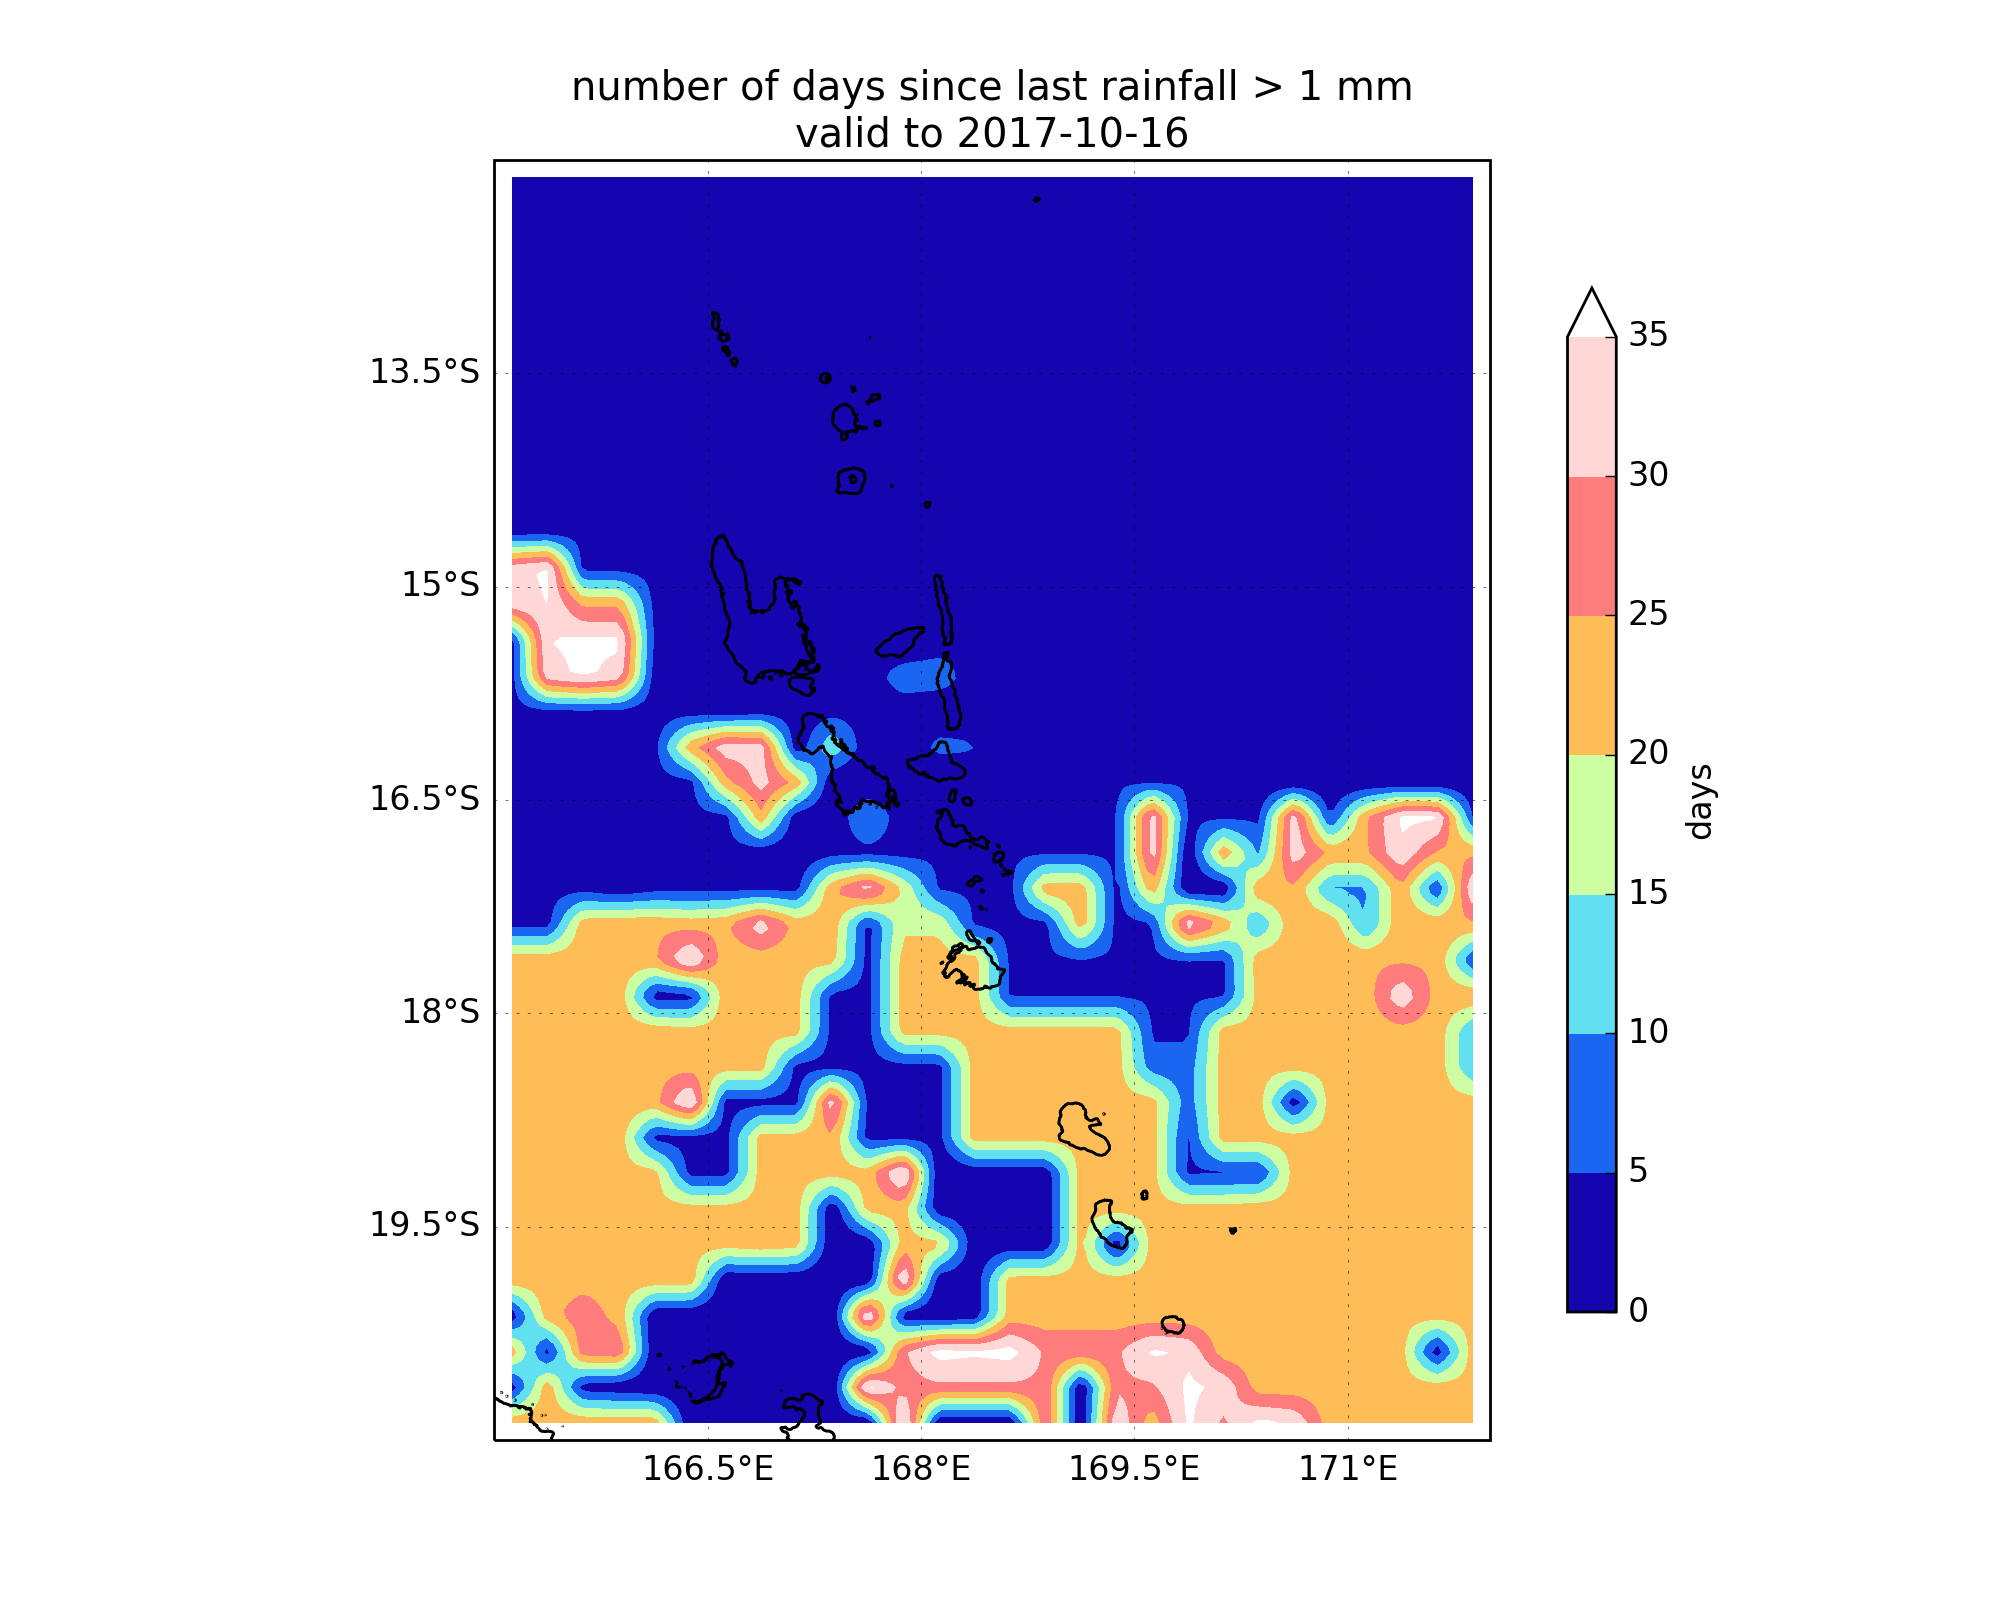 number of days since last rainfall > 1 mm
valid to 2017-10-16
13.5°S
15°S
16.5°S
18°S
19.5°S
166.5°E
168°E
169.5°E
171°E
35
30
25
20
15
10
5
0
days